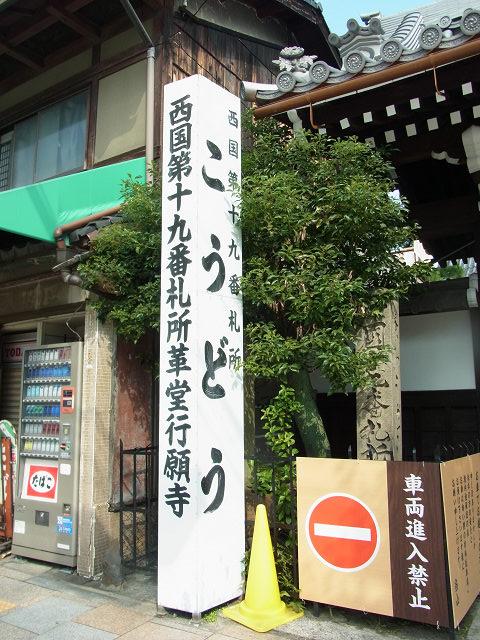 西国第十九番札所革堂行願寺
西国第十九番札所
こうどう
車両進入禁止
たばこ